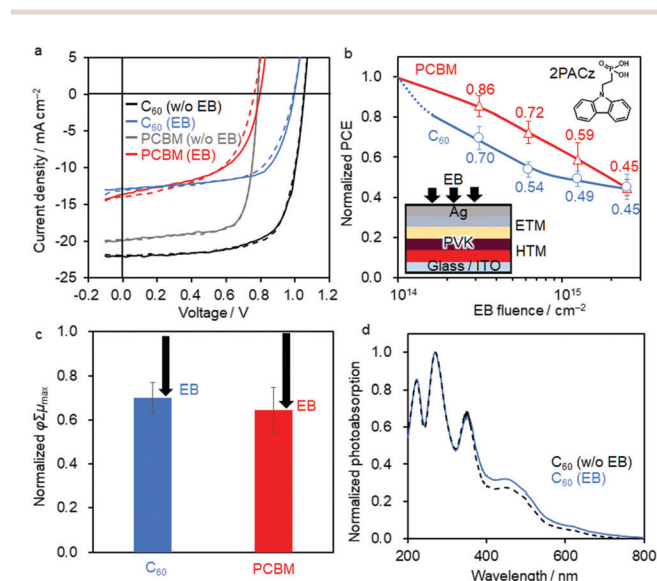 a
5
0
-5
-10
-15
-20
-25
Current density / mA cm⁻²
0.0
0.2
0.4
0.6
0.8
1.0
1.2
Voltage / V
C₆₀ (w/o EB)
C₆₀ (EB)
PCBM (w/o EB)
PCBM (EB)
b
1.0
0.8
0.6
0.4
0.2
0.0
Normalized PCE
PCBM
C₆₀
0.86
0.72
0.59
0.45
0.70
0.54
0.49
0.45
2PACz
O
OH
P
OH
N
EB
Ag
ETM
PVK
HTM
Glass / ITO
10¹⁴
10¹⁵
EB fluence / cm⁻²
c
1.0
0.8
0.6
0.4
0.2
0.0
Normalized φΣμmax
EB
EB
C₆₀
PCBM
d
1.0
0.8
0.6
0.4
0.2
0.0
Normalized photoabsorption
C₆₀ (w/o EB)
C₆₀ (EB)
200
400
600
800
Wavelength / nm